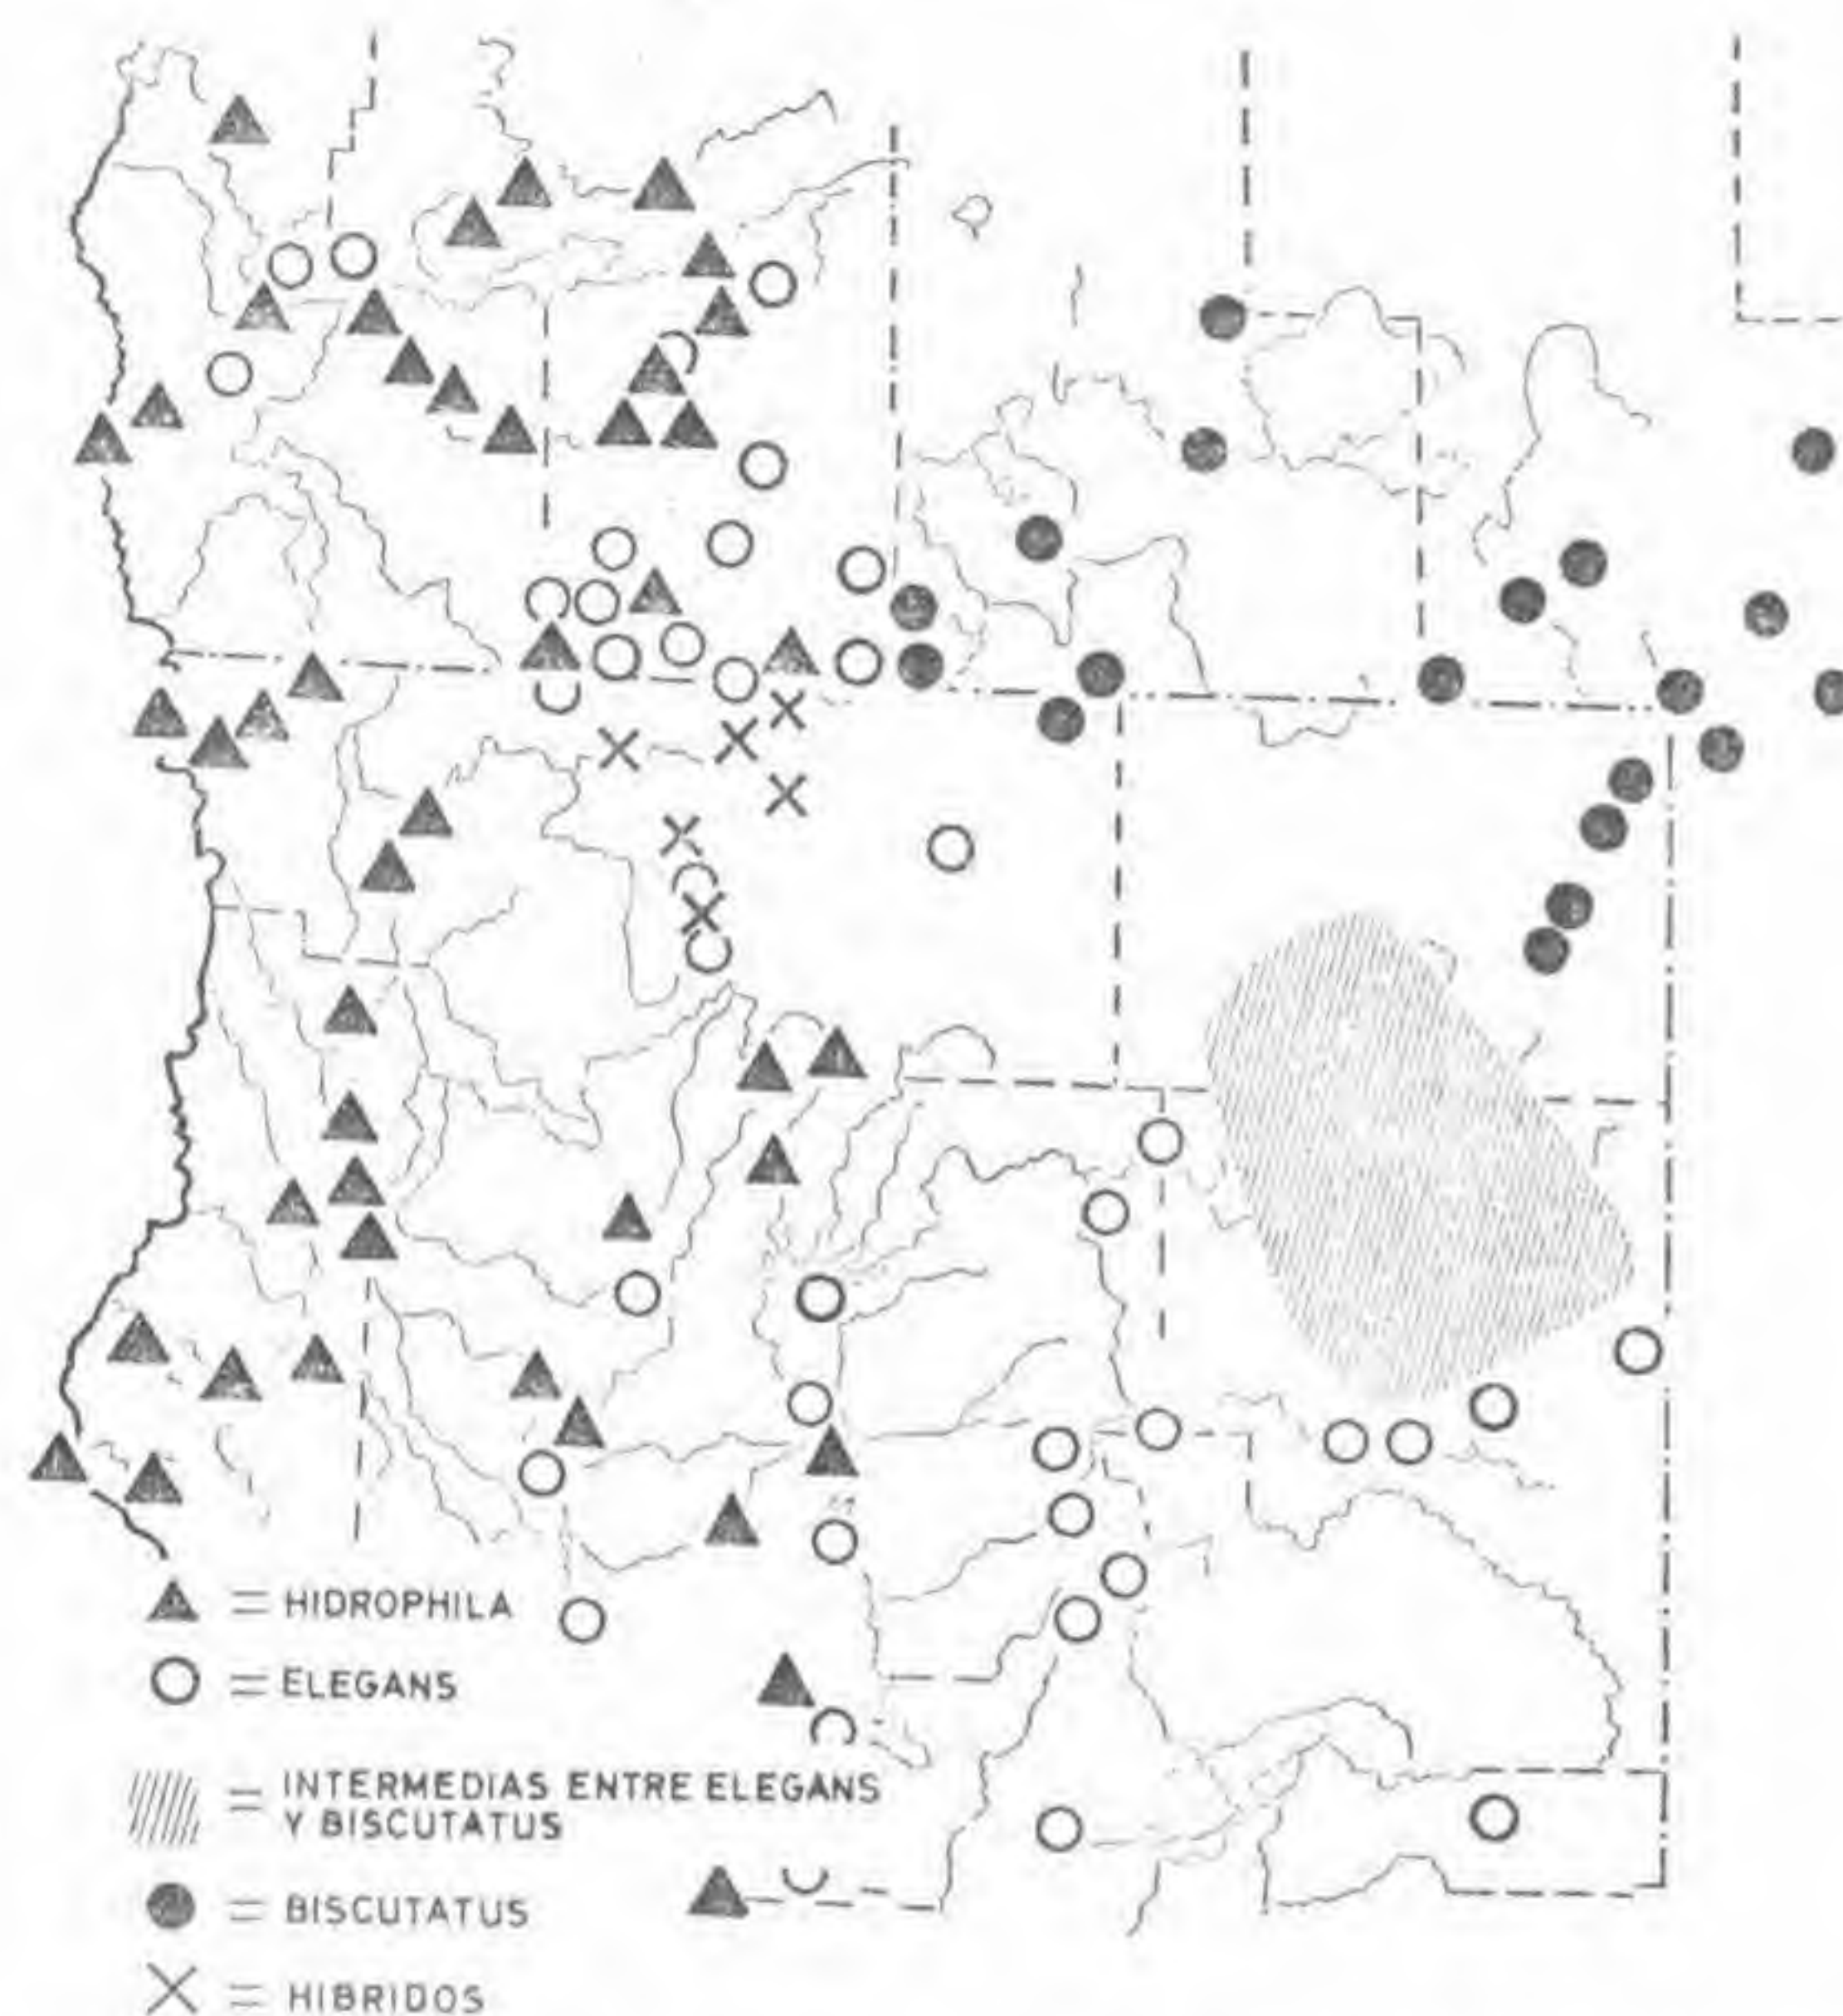 = HIDROPHILA
= ELEGANS
= INTERMEDIAS ENTRE ELEGANS
Y BISCUTATUS
= BISCUTATUS
= HIBRIDOS